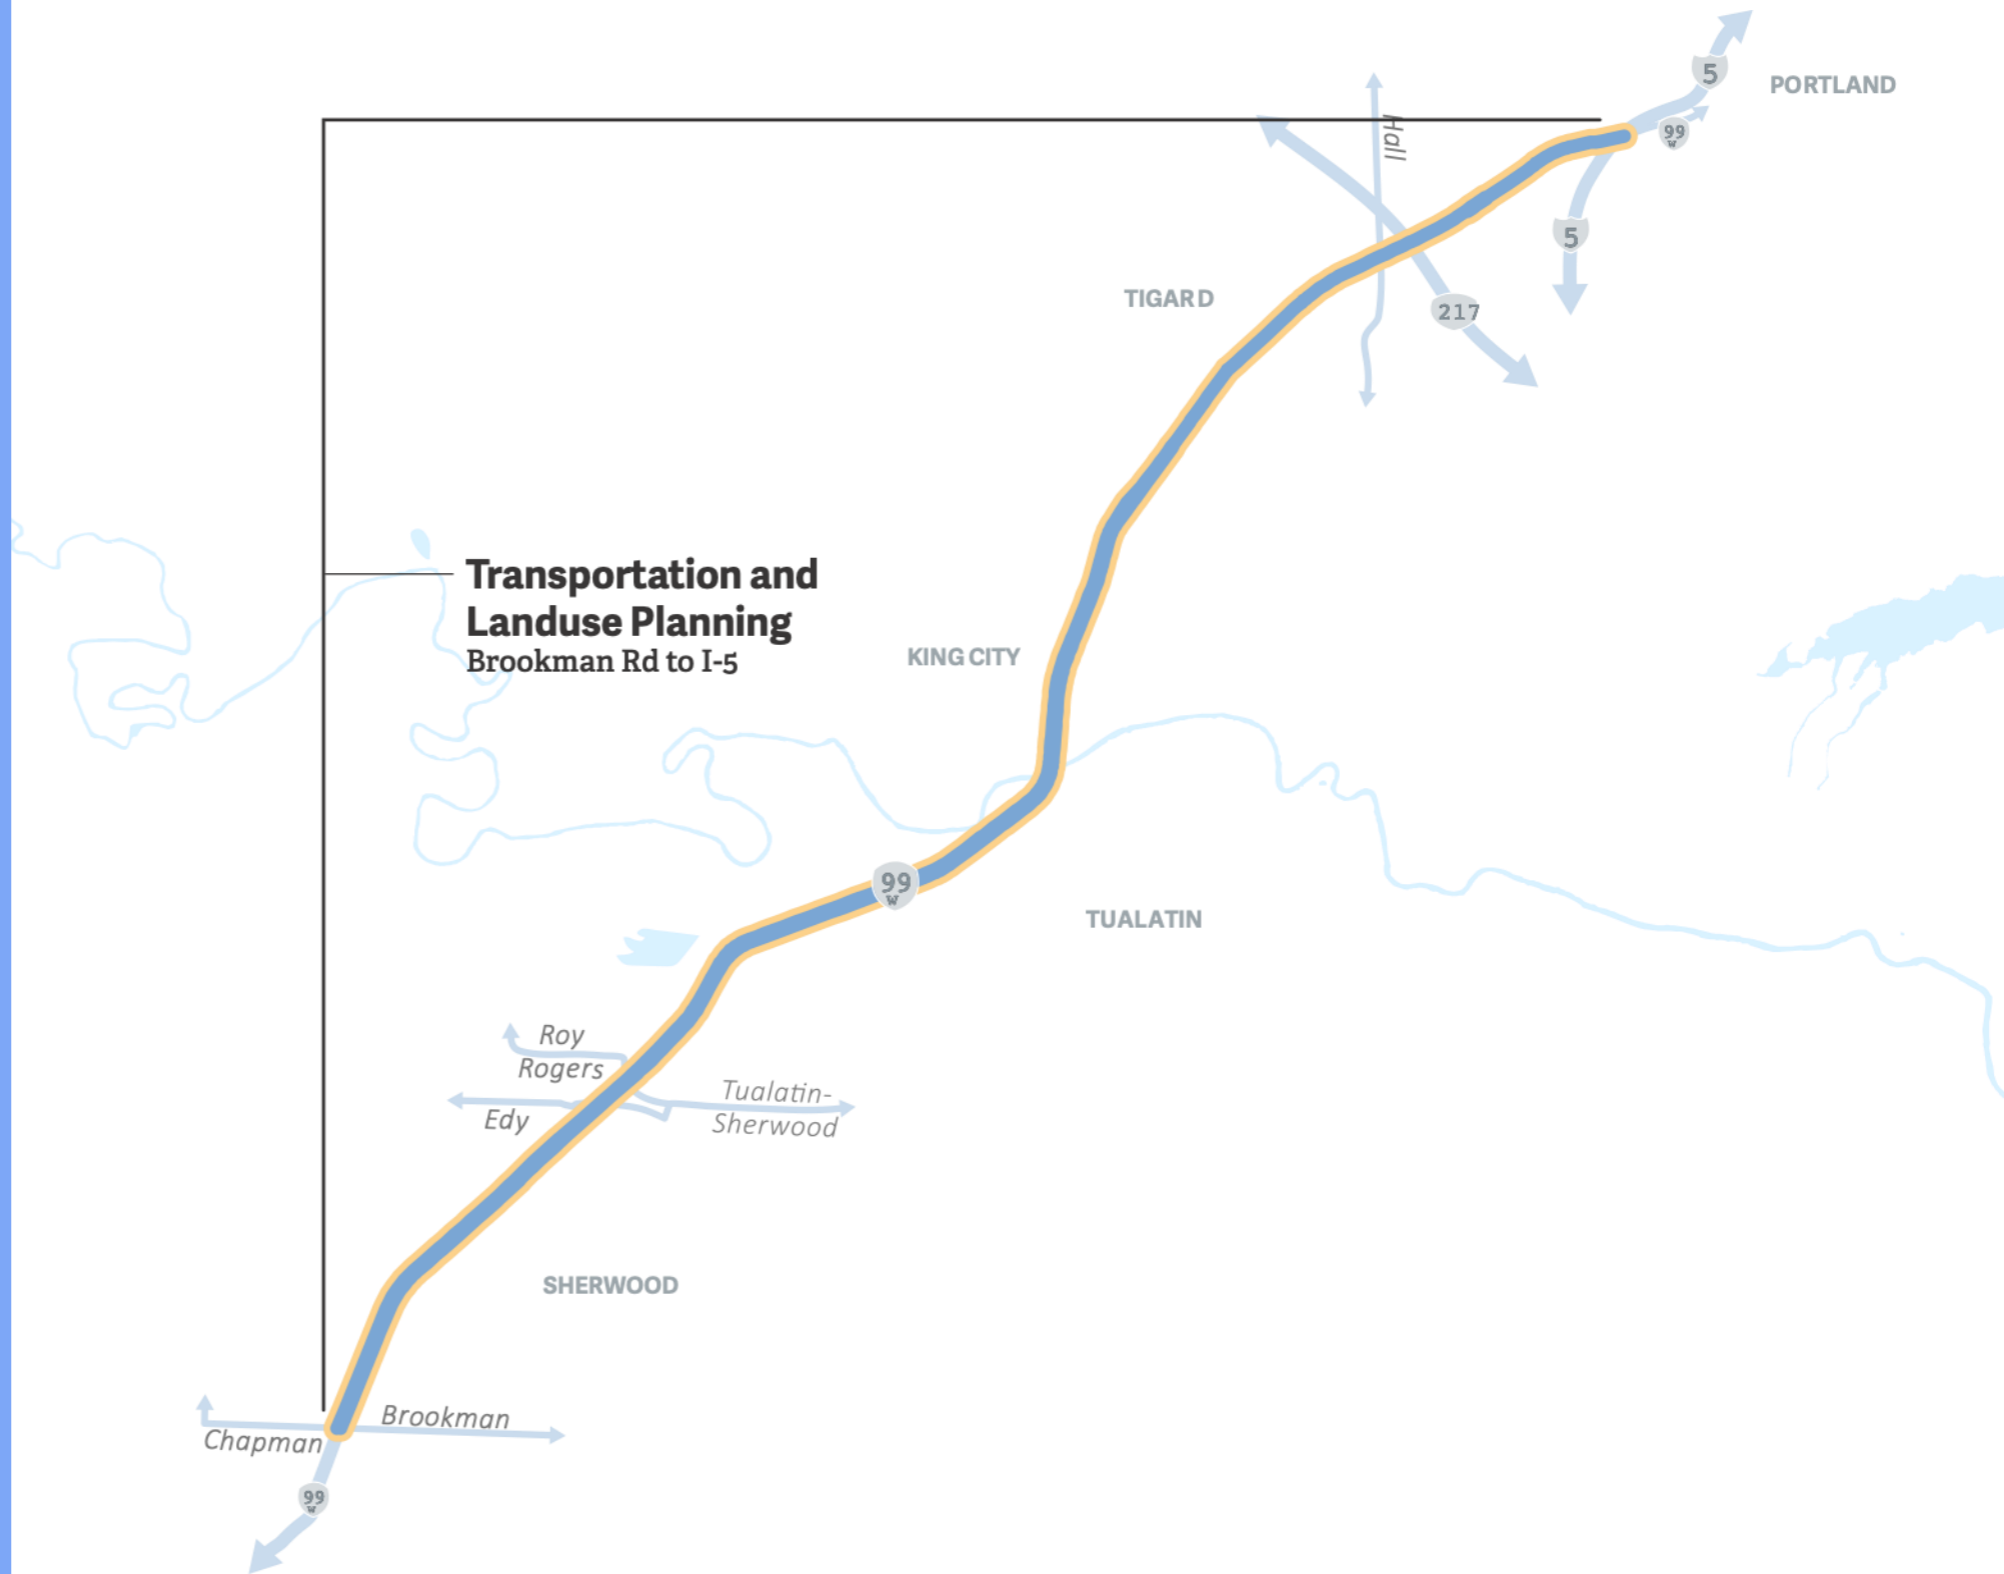 5
PORTLAND
99
W
Hall
5
TIGARD
217
Transportation and
Landuse Planning
Brookman Rd to I-5
KING CITY
99
W
TUALATIN
Roy
Rogers
Tualatin-
Sherwood
Edy
SHERWOOD
Brookman
Chapman
99
W